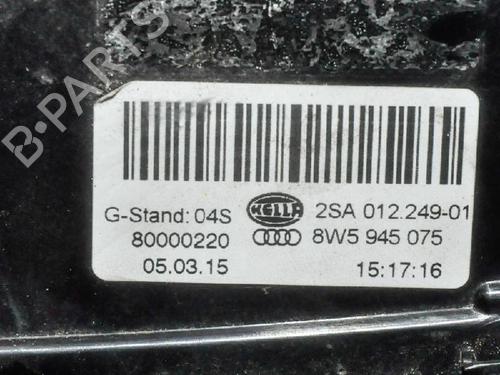 B-PARTS
G-Stand: 04S HELLA 2SA 012.249-01
80000220 8W5 945 075
05.03.15 15:17:16